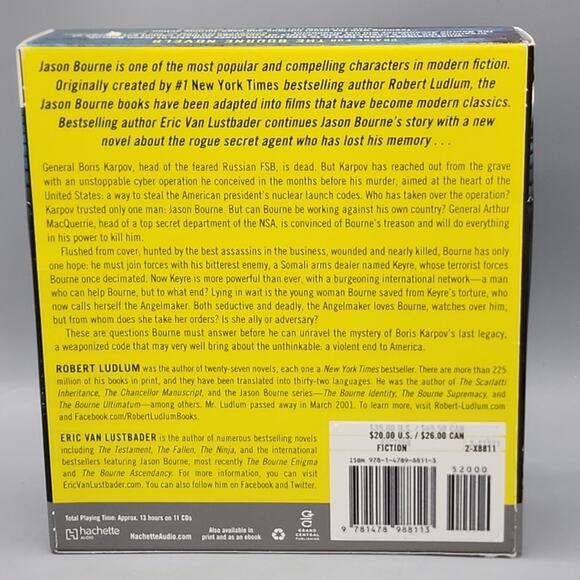 PRAISE FOR THE BOURNE NOVELS
Jason Bourne is one of the most popular and compelling characters in modern fiction.
Originally created by #1 New York Times bestselling author Robert Ludlum, the
Jason Bourne books have been adapted into films that have become modern classics.
Bestselling author Eric Van Lustbader continues Jason Bourne's story with a new
novel about the rogue secret agent who has lost his memory . . .
General Boris Karpov, head of the feared Russian FSB, is dead. But Karpov has reached out from the grave
with an unstoppable cyber operation he conceived in the months before his murder, aimed at the heart of the
United States: a way to steal the American president's nuclear launch codes. Who has taken over the operation?
Karpov trusted only one man: Jason Bourne. But can Bourne be working against his own country? General Arthur
MacQuerrie, head of a top secret department of the NSA, is convinced of Bourne's treason and will do everything
in his power to kill him.
Flushed from cover, hunted by the best assassins in the business, wounded and nearly killed, Bourne has only
one hope: he must join forces with his bitterest enemy, a Somali arms dealer named Keyre, whose terrorist forces
Bourne once decimated. Now Keyre is more powerful than ever, with a burgeoning international network—a man
who can help Bourne, but to what end? Lying in wait is the young woman Bourne saved from Keyre's torture, who
now calls herself the Angelmaker. Both seductive and deadly, the Angelmaker loves Bourne, watches over him,
but from whom does she take her orders? Is she ally or adversary?
These are questions Bourne must answer before he can unravel the mystery of Boris Karpov's last legacy,
a weaponized code that may very well bring about the unthinkable: a violent end to America.
ROBERT LUDLUM was the author of twenty-seven novels, each one a New York Times bestseller. There are more than 225
million of his books in print, and they have been translated into thirty-two languages. He was the author of The Scarlatti
Inheritance, The Chancellor Manuscript, and the Jason Bourne series—The Bourne Identity, The Bourne Supremacy, and
The Bourne Ultimatum—among others. Mr. Ludlum passed away in March 2001. To learn more, visit Robert-Ludlum.com
and Facebook.com/RobertLudlumBooks.
ERIC VAN LUSTBADER is the author of numerous bestselling novels
including The Testament, The Fallen, The Ninja, and the international
bestsellers featuring Jason Bourne, most recently The Bourne Enigma
and The Bourne Ascendancy. For more information, you can visit
EricVanLustbader.com. You can also follow him on Facebook and Twitter.
$20.00 U.S. / $26.00 CAN
FICTION 2-X8811
ISBN 978-1-4789-8811-3
52000
9 781478 988113
Total Playing Time: Approx. 13 hours on 11 CDs
hachette
AUDIO
HachetteAudio.com
Also available in
print and as an ebook
GRAND
CENTRAL
PUBLISHING